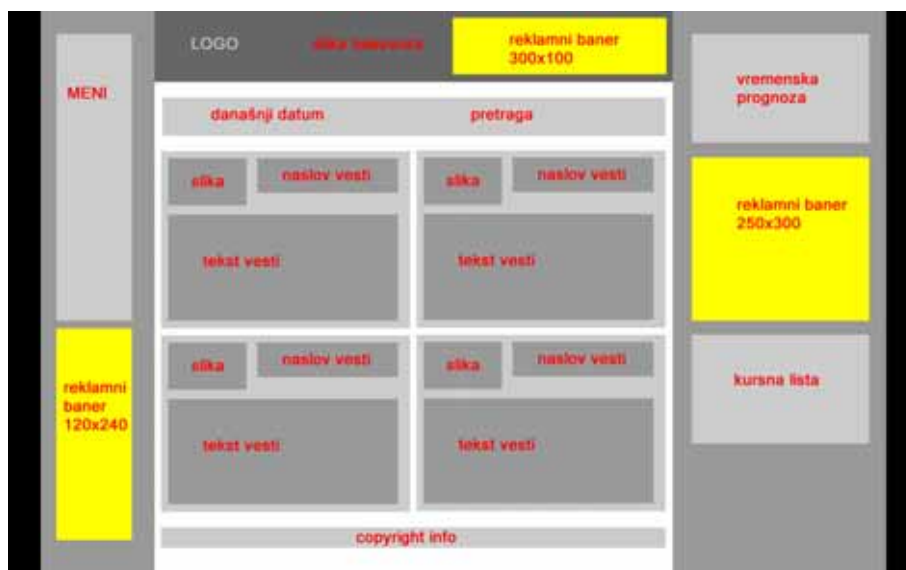 LOGO
reklamni baner
300x100
MENI
vremenska
prognoza
današnji datum
pretraga
slika
naslov vesti
slika
naslov vesti
reklamni baner
250x300
tekst vesti
tekst vesti
slika
naslov vesti
slika
naslov vesti
kursna lista
reklamni
baner
120x240
tekst vesti
tekst vesti
copyright info